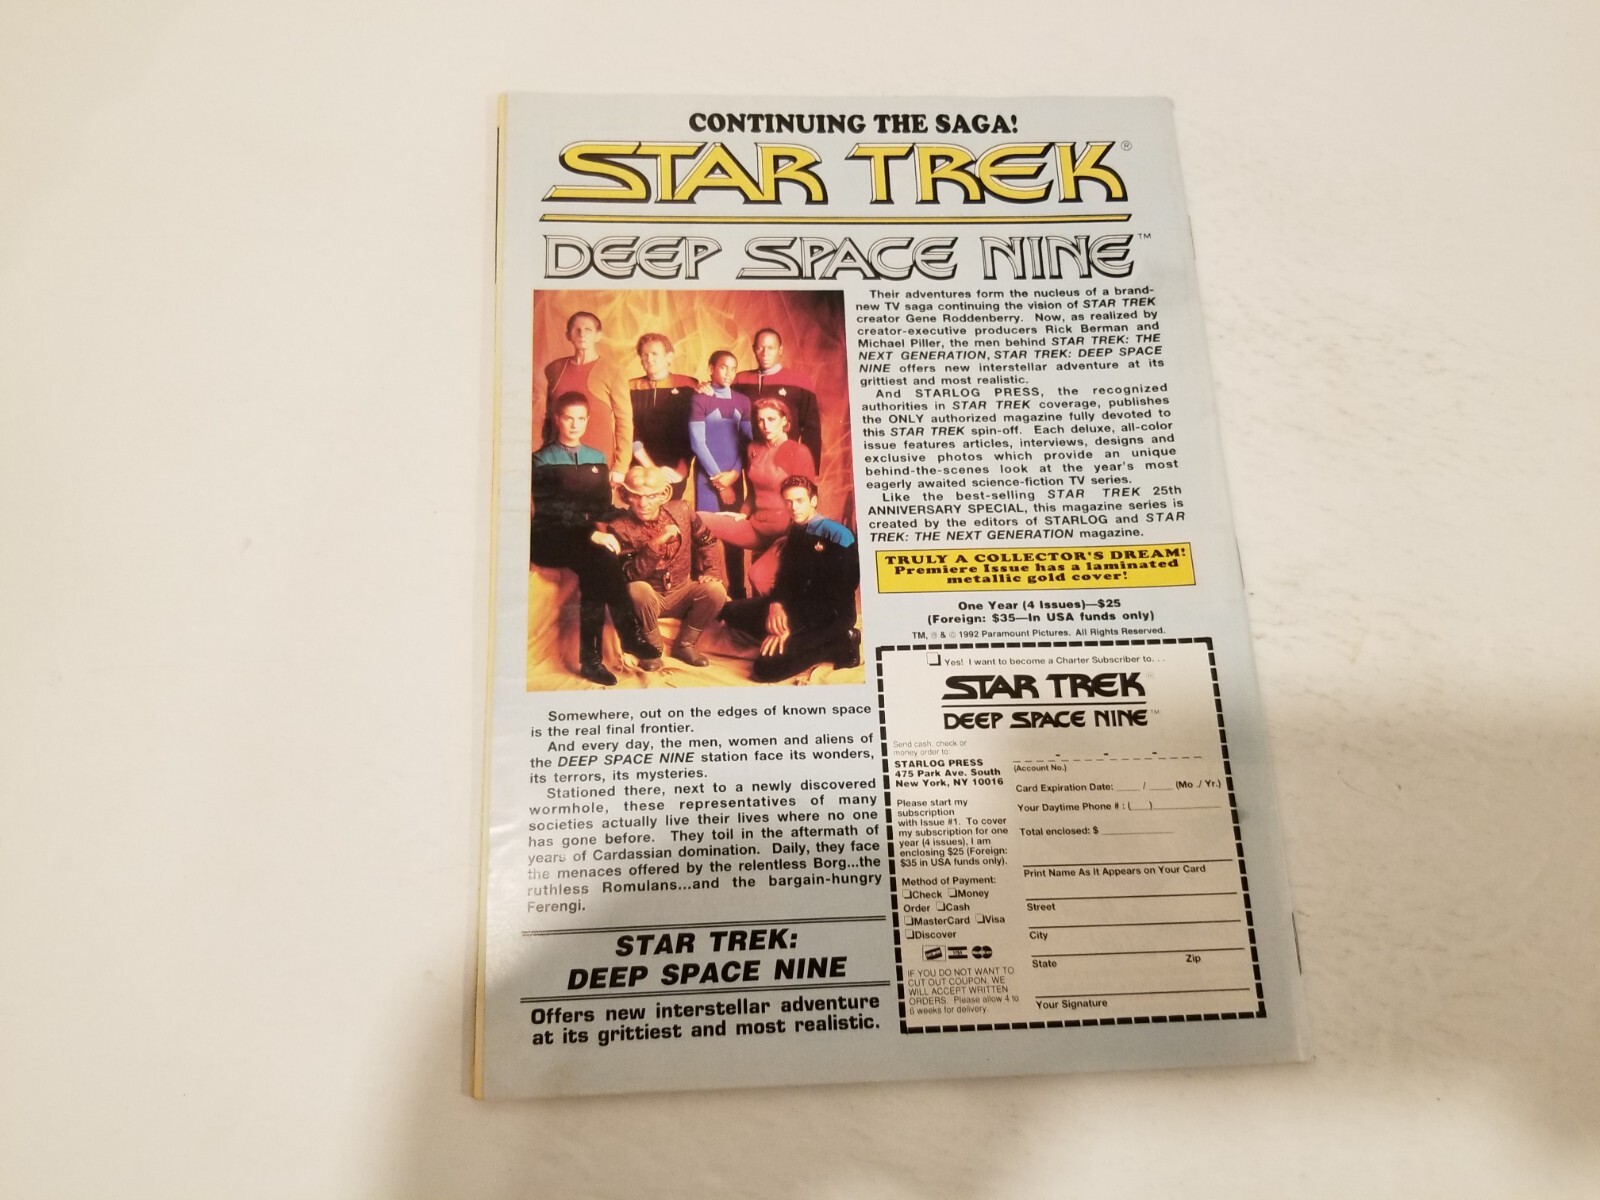 CONTINUING THE SAGA!
STAR TREK®
DEEP SPACE NINE™
Their adventures form the nucleus of a brand-
new TV saga continuing the vision of STAR TREK
creator Gene Roddenberry. Now, as realized by
creator-executive producers Rick Berman and
Michael Piller, the men behind STAR TREK: THE
NEXT GENERATION, STAR TREK: DEEP SPACE
NINE offers new interstellar adventure at its
grittiest and most realistic.
And STARLOG PRESS, the recognized
authorities in STAR TREK coverage, publishes
the ONLY authorized magazine fully devoted to
this STAR TREK spin-off. Each deluxe, all-color
issue features articles, interviews, designs and
exclusive photos which provide an unique
behind-the-scenes look at the year's most
eagerly awaited science-fiction TV series.
Like the best-selling STAR TREK 25th
ANNIVERSARY SPECIAL, this magazine series is
created by the editors of STARLOG and STAR
TREK: THE NEXT GENERATION magazine.
TRULY A COLLECTOR'S DREAM!
Premiere Issue has a laminated
metallic gold cover!
One Year (4 Issues)—$25
(Foreign: $35—In USA funds only)
TM, ® & © 1992 Paramount Pictures. All Rights Reserved.
Somewhere, out on the edges of known space
is the real final frontier.
And every day, the men, women and aliens of
the DEEP SPACE NINE station face its wonders,
its terrors, its mysteries.
Stationed there, next to a newly discovered
wormhole, these representatives of many
societies actually live their lives where no one
has gone before. They toil in the aftermath of
years of Cardassian domination. Daily, they face
the menaces offered by the relentless Borg...the
ruthless Romulans...and the bargain-hungry
Ferengi.
STAR TREK:
DEEP SPACE NINE
Offers new interstellar adventure
at its grittiest and most realistic.
Yes! I want to become a Charter Subscriber to...
STAR TREK®
DEEP SPACE NINE™
Send cash, check or
money order to:
STARLOG PRESS
475 Park Ave. South
New York, NY 10016
Please start my
subscription
with Issue #1. To cover
my subscription for one
year (4 issues), I am
enclosing $25 (Foreign:
$35 in USA funds only).
Method of Payment:
❏Check ❏Money
Order ❏Cash
❏MasterCard ❏Visa
❏Discover
IF YOU DO NOT WANT TO
CUT OUT COUPON, WE
WILL ACCEPT WRITTEN
ORDERS. Please allow 4 to
6 weeks for delivery.
(Account No.)
Card Expiration Date: ____ / ____ (Mo./Yr.)
Your Daytime Phone #: (___)____________
Total enclosed: $ ____________
Print Name As It Appears on Your Card
Street
City
State Zip
Your Signature